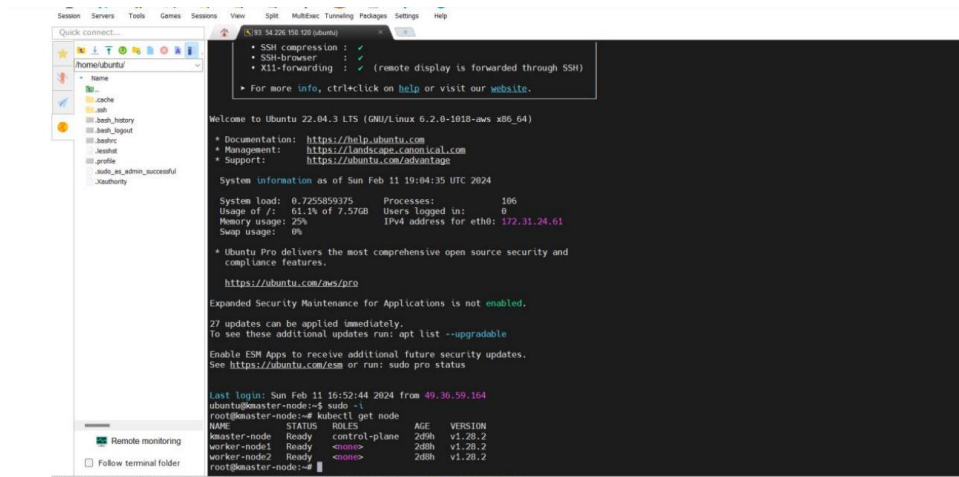 Session Servers Tools Games Sessions View Split MultiExec Tunneling Packages Settings Help
Quick connect...
93. 54.226.150.120 (ubuntu)
/home/ubuntu/
Name
..
.cache
.ssh
.bash_history
.bash_logout
.bashrc
.lesshst
.profile
.sudo_as_admin_successful
.Xauthority
Remote monitoring
Follow terminal folder
• SSH compression : ✔
• SSH-browser : ✔
• X11-forwarding : ✔ (remote display is forwarded through SSH)
► For more info, ctrl+click on help or visit our website.
Welcome to Ubuntu 22.04.3 LTS (GNU/Linux 6.2.0-1018-aws x86_64)
* Documentation: https://help.ubuntu.com
* Management: https://landscape.canonical.com
* Support: https://ubuntu.com/advantage
System information as of Sun Feb 11 19:04:35 UTC 2024
System load: 0.7255859375 Processes: 106
Usage of /: 61.1% of 7.57GB Users logged in: 0
Memory usage: 25% IPv4 address for eth0: 172.31.24.61
Swap usage: 0%
* Ubuntu Pro delivers the most comprehensive open source security and
compliance features.
https://ubuntu.com/aws/pro
Expanded Security Maintenance for Applications is not enabled.
27 updates can be applied immediately.
To see these additional updates run: apt list --upgradable
Enable ESM Apps to receive additional future security updates.
See https://ubuntu.com/esm or run: sudo pro status
Last login: Sun Feb 11 16:52:44 2024 from 49.36.59.164
ubuntu@kmaster-node:~$ sudo -i
root@kmaster-node:~# kubectl get node
NAME STATUS ROLES AGE VERSION
kmaster-node Ready control-plane 2d9h v1.28.2
worker-node1 Ready <none> 2d8h v1.28.2
worker-node2 Ready <none> 2d8h v1.28.2
root@kmaster-node:~#